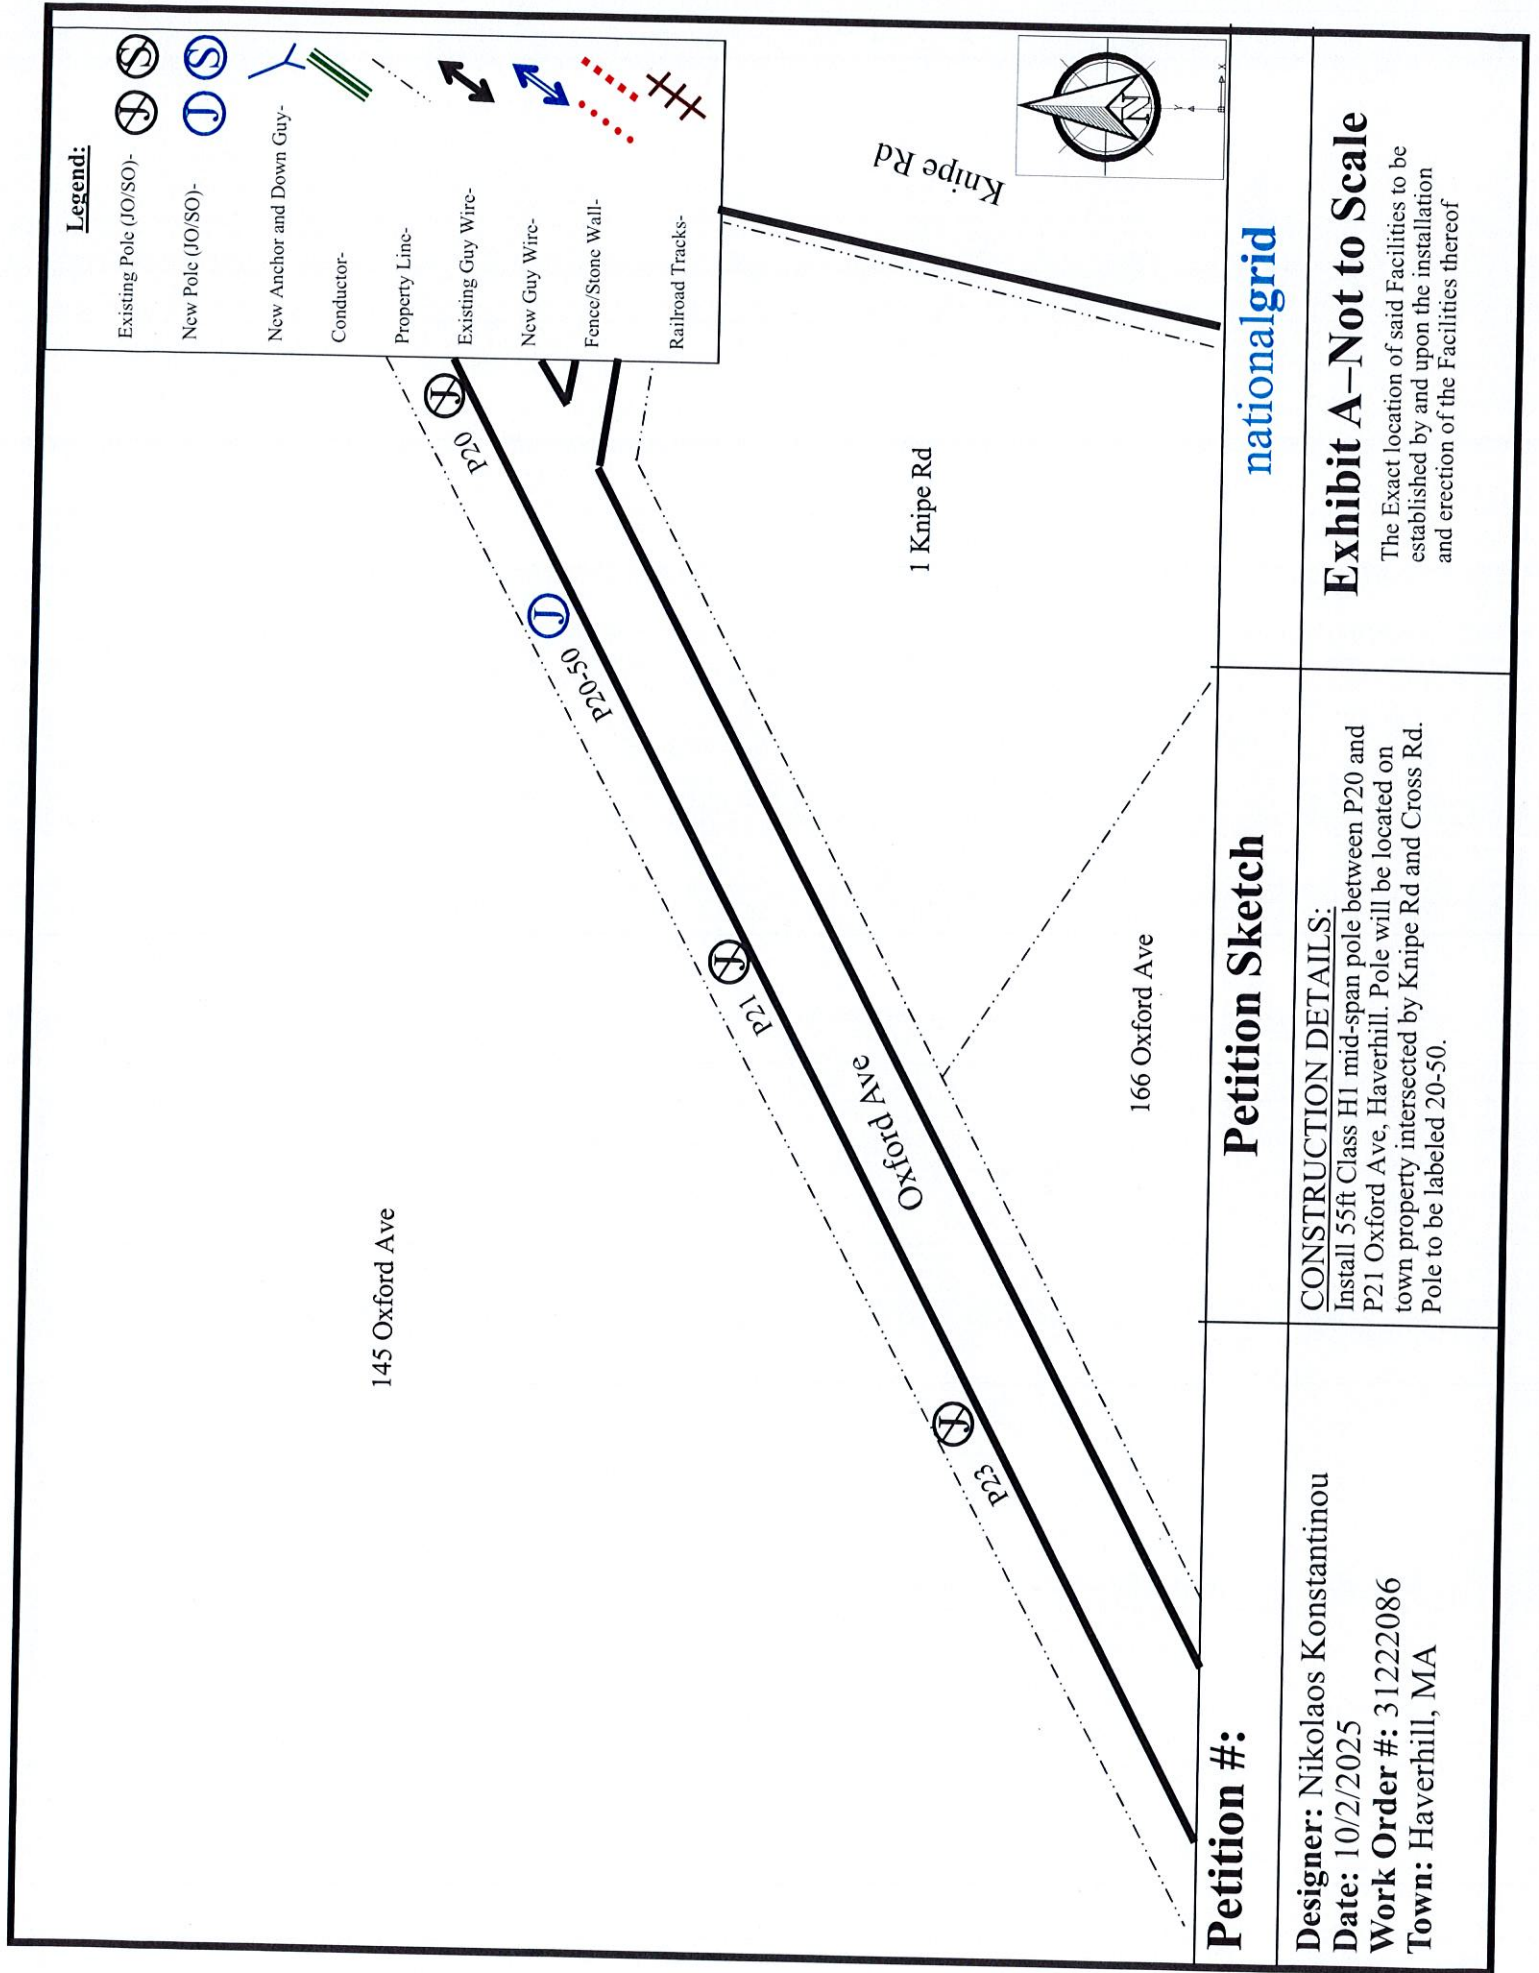 Legend:
Existing Pole (JO/SO)-
J S
New Pole (JO/SO)-
J S
New Anchor and Down Guy-
Conductor-
Property Line-
Existing Guy Wire-
New Guy Wire-
Fence/Stone Wall-
Railroad Tracks-
145 Oxford Ave
P20 J
P20-50 J
P21 J
P23 J
Oxford Ave
Knipe Rd
1 Knipe Rd
166 Oxford Ave
N
Y
X
Petition #:
Petition Sketch
nationalgrid
Designer: Nikolaos Konstantinou
Date: 10/2/2025
Work Order #: 31222086
Town: Haverhill, MA
CONSTRUCTION DETAILS:
Install 55ft Class H1 mid-span pole between P20 and
P21 Oxford Ave, Haverhill. Pole will be located on
town property intersected by Knipe Rd and Cross Rd.
Pole to be labeled 20-50.
Exhibit A–Not to Scale
The Exact location of said Facilities to be
established by and upon the installation
and erection of the Facilities thereof